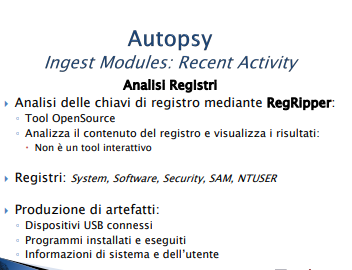 Autopsy
Ingest Modules: Recent Activity
Analisi Registri
Analisi delle chiavi di registro mediante RegRipper:
Tool OpenSource
Analizza il contenuto del registro e visualizza i risultati:
Non è un tool interattivo
Registri: System, Software, Security, SAM, NTUSER
Produzione di artefatti:
Dispositivi USB connessi
Programmi installati e eseguiti
Informazioni di sistema e dell'utente